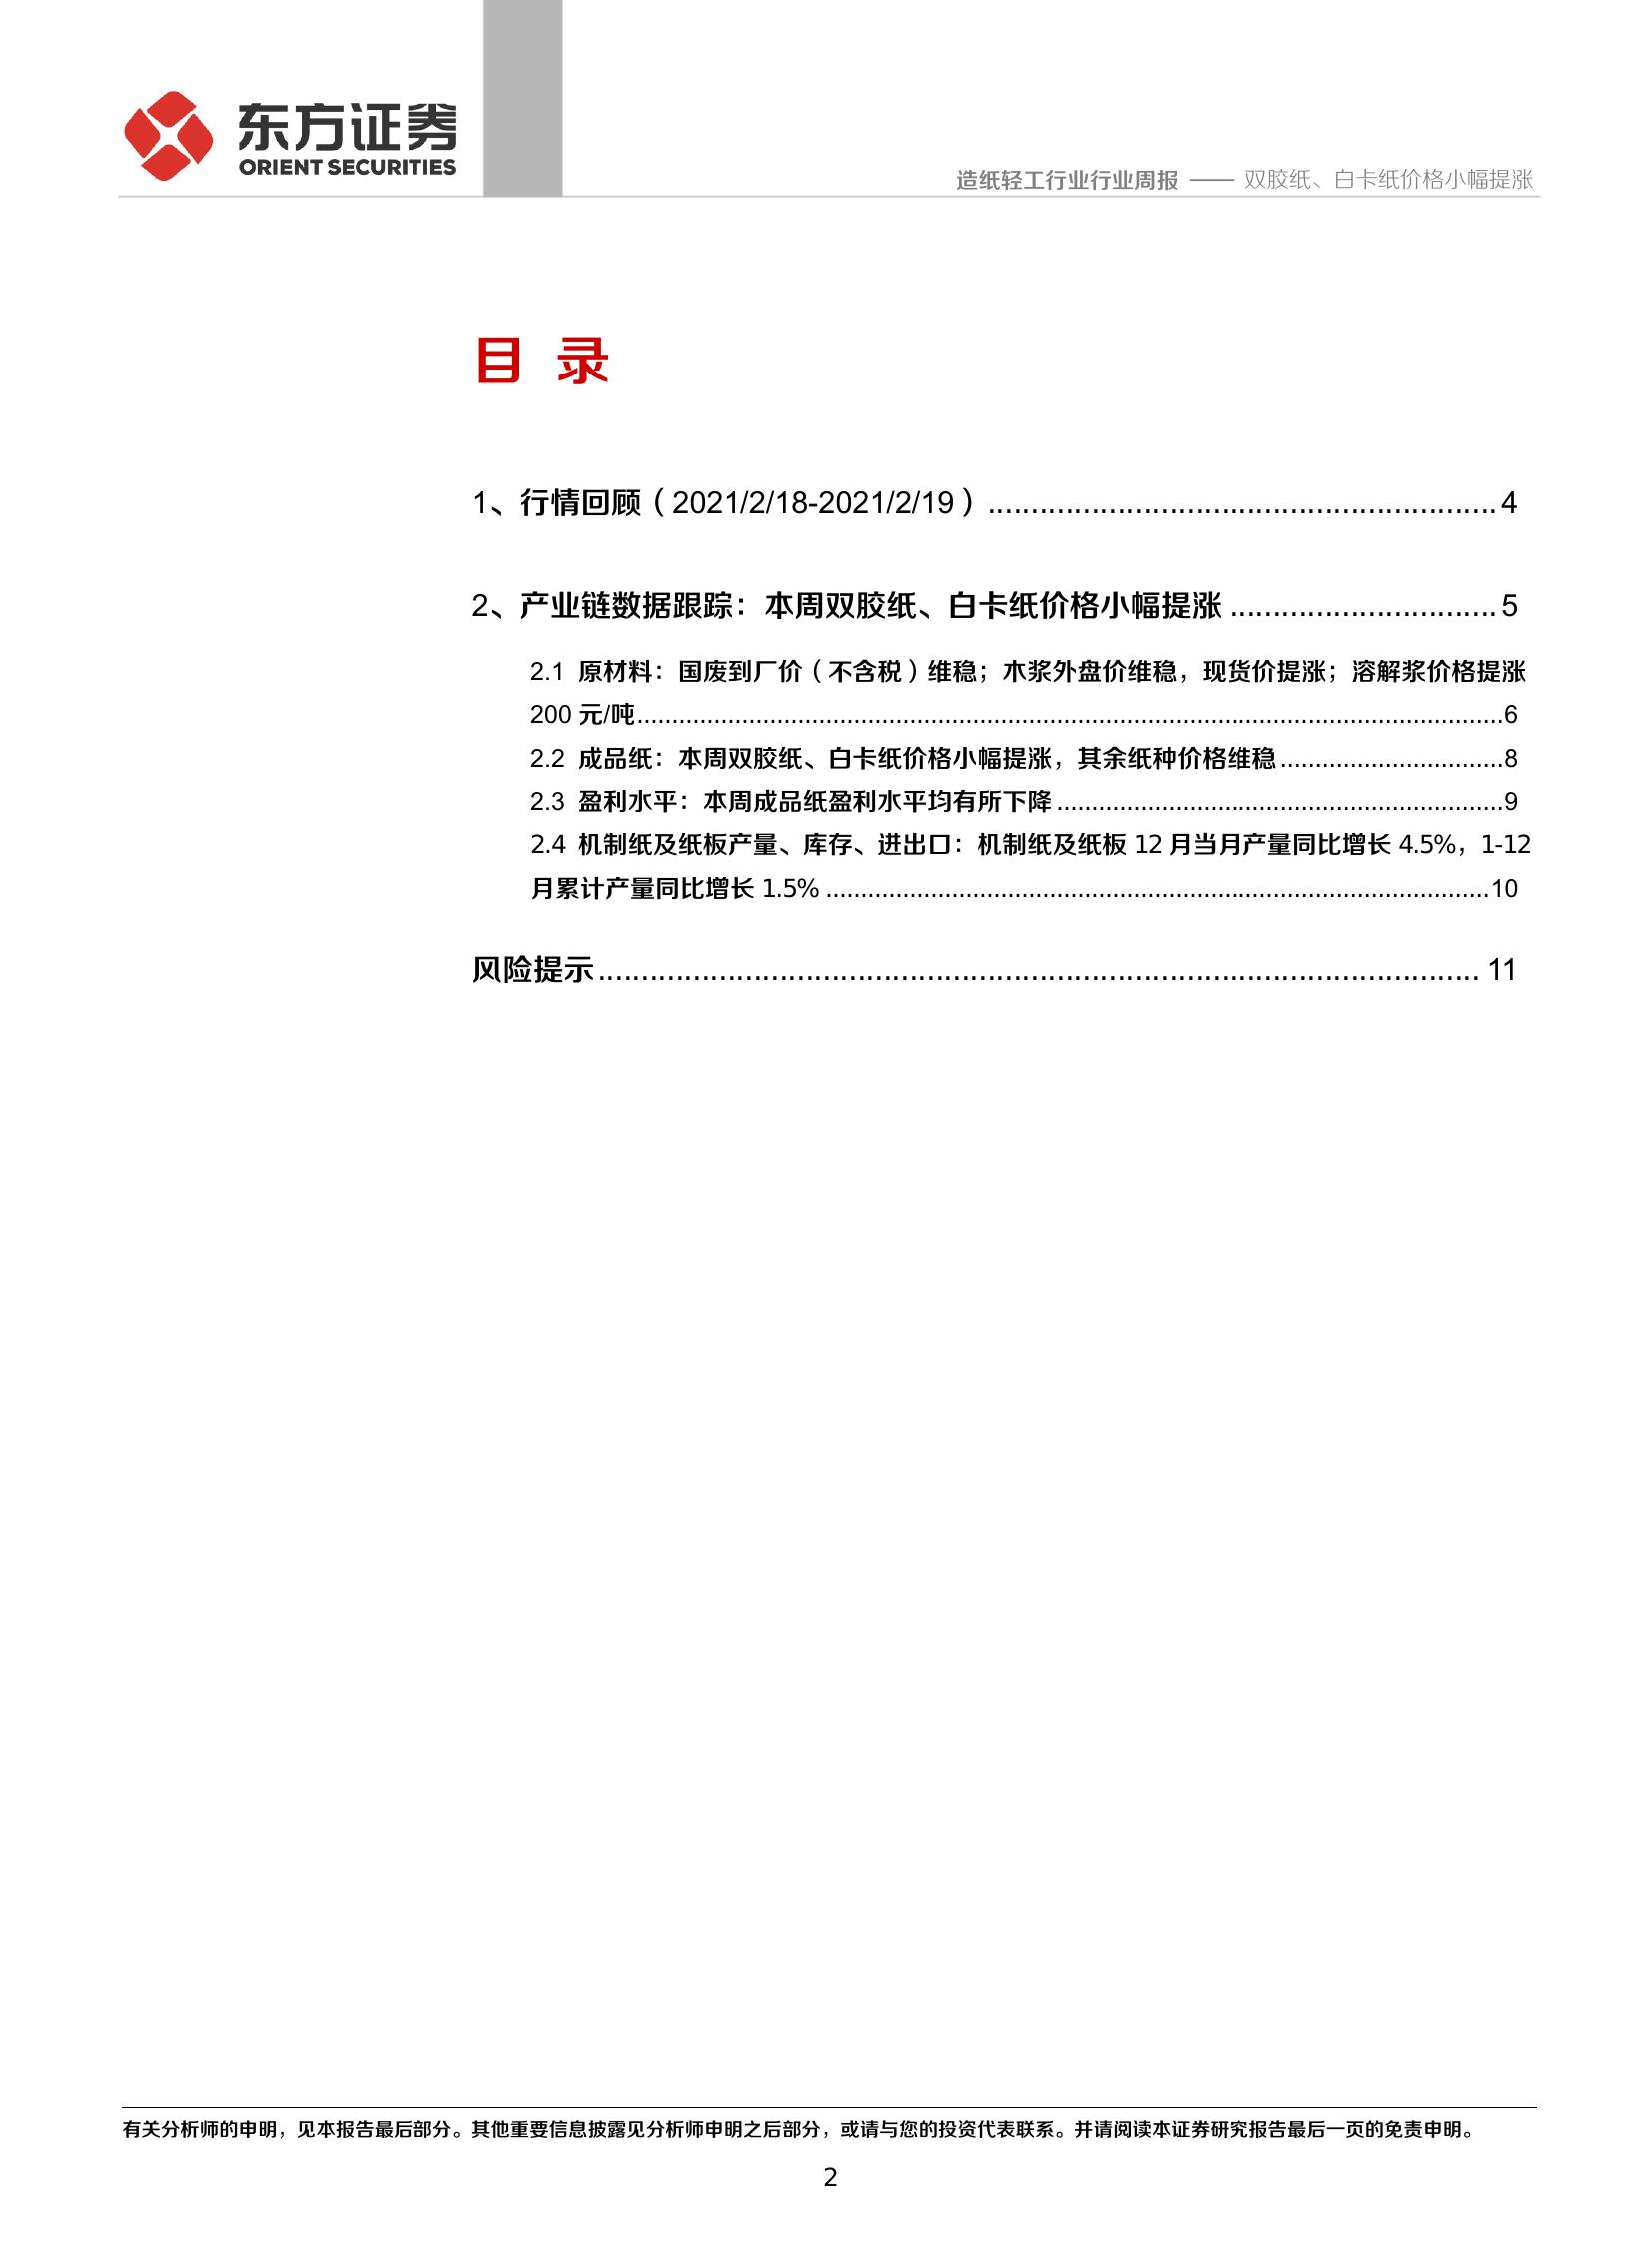 东方证券
ORIENT SECURITIES
造纸轻工行业行业周报 —— 双胶纸、白卡纸价格小幅提涨
目 录
1、行情回顾（2021/2/18-2021/2/19）........................................................... 4
2、产业链数据跟踪：本周双胶纸、白卡纸价格小幅提涨 ............................... 5
2.1 原材料：国废到厂价（不含税）维稳；木浆外盘价维稳，现货价提涨；溶解浆价格提涨
200 元/吨............................................................................................................................6
2.2 成品纸：本周双胶纸、白卡纸价格小幅提涨，其余纸种价格维稳................................8
2.3 盈利水平：本周成品纸盈利水平均有所下降................................................................9
2.4 机制纸及纸板产量、库存、进出口：机制纸及纸板 12 月当月产量同比增长 4.5%，1-12
月累计产量同比增长 1.5% ...............................................................................................10
风险提示...................................................................................................... 11
有关分析师的申明，见本报告最后部分。其他重要信息披露见分析师申明之后部分，或请与您的投资代表联系。并请阅读本证券研究报告最后一页的免责申明。
2